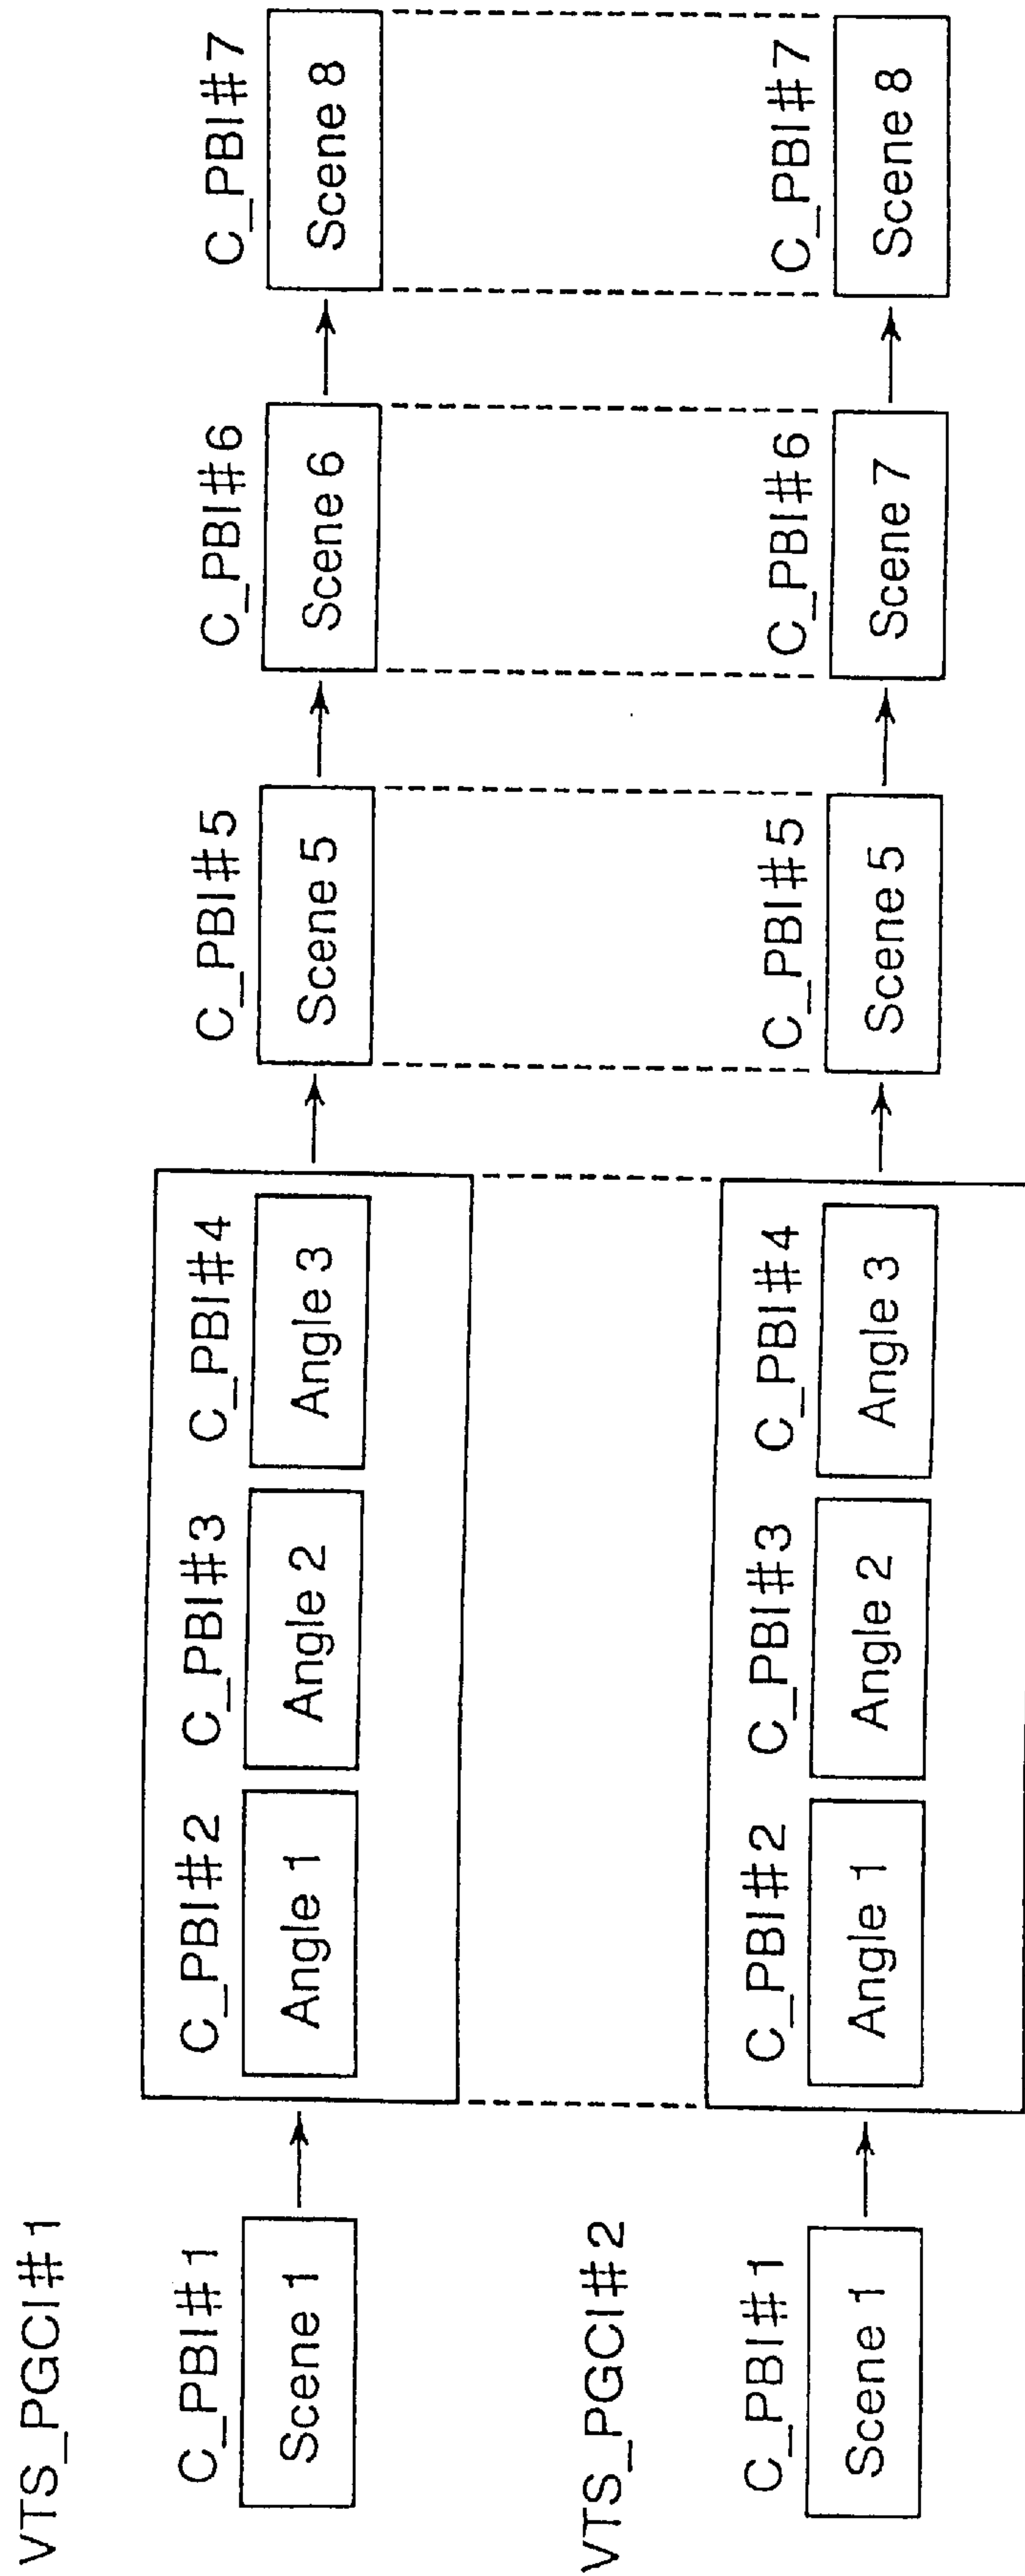 VTS_PGCI#1
C_PBI#1 C_PBI#2 C_PBI#3 C_PBI#4 C_PBI#5 C_PBI#6 C_PBI#7
Scene 1 Angle 1 Angle 2 Angle 3 Scene 5 Scene 6 Scene 8
VTS_PGCI#2
C_PBI#1 C_PBI#2 C_PBI#3 C_PBI#4 C_PBI#5 C_PBI#6 C_PBI#7
Scene 1 Angle 1 Angle 2 Angle 3 Scene 5 Scene 7 Scene 8